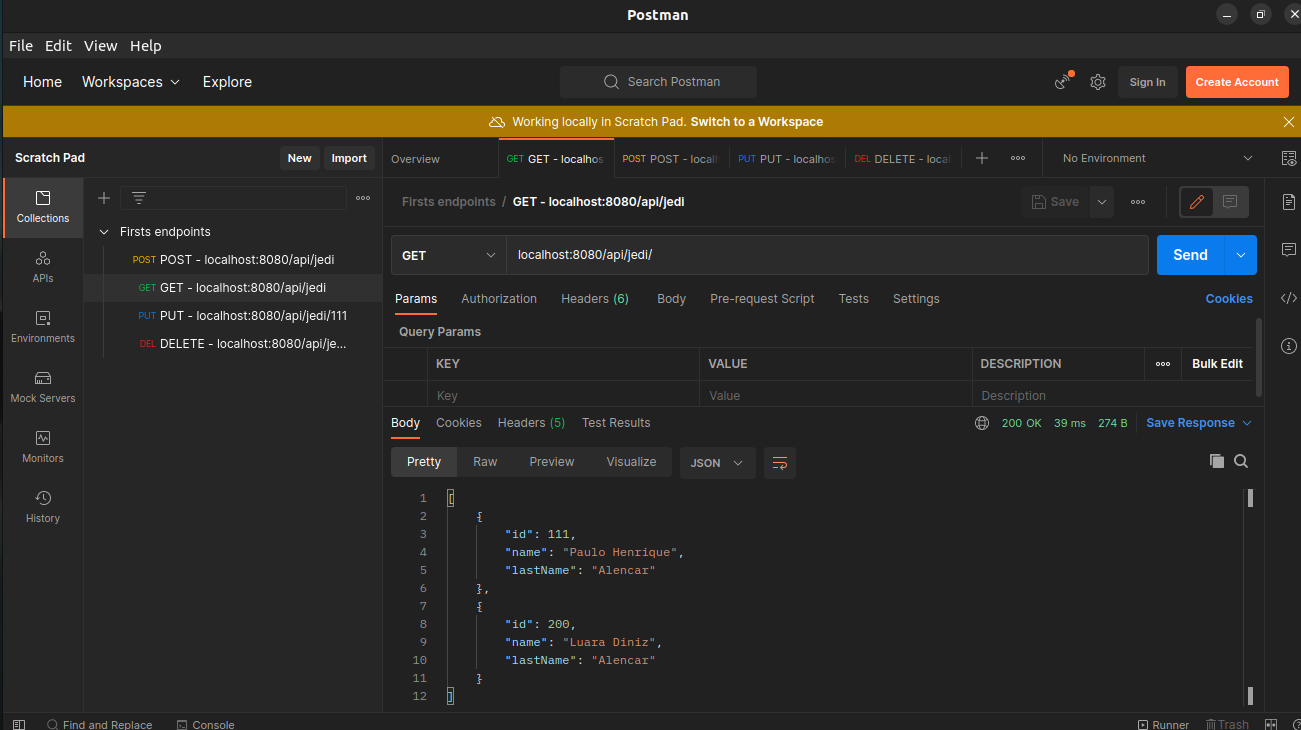 Postman
File Edit View Help
Home Workspaces Explore Search Postman Sign In Create Account
Working locally in Scratch Pad. Switch to a Workspace
Scratch Pad New Import
Overview GET GET - localhos POST POST - localh PUT PUT - localhos DEL DELETE - local No Environment
Collections
APIs
Environments
Mock Servers
Monitors
History
Firsts endpoints
POST POST - localhost:8080/api/jedi
GET GET - localhost:8080/api/jedi
PUT PUT - localhost:8080/api/jedi/111
DEL DELETE - localhost:8080/api/je...
Firsts endpoints / GET - localhost:8080/api/jedi Save
GET localhost:8080/api/jedi/ Send
Params Authorization Headers (6) Body Pre-request Script Tests Settings Cookies
Query Params
KEY VALUE DESCRIPTION Bulk Edit
Key Value Description
Body Cookies Headers (5) Test Results 200 OK 39 ms 274 B Save Response
Pretty Raw Preview Visualize JSON
1 [
2 {
3 "id": 111,
4 "name": "Paulo Henrique",
5 "lastName": "Alencar"
6 },
7 {
8 "id": 200,
9 "name": "Luara Diniz",
10 "lastName": "Alencar"
11 }
12 ]
Find and Replace Console Runner Trash